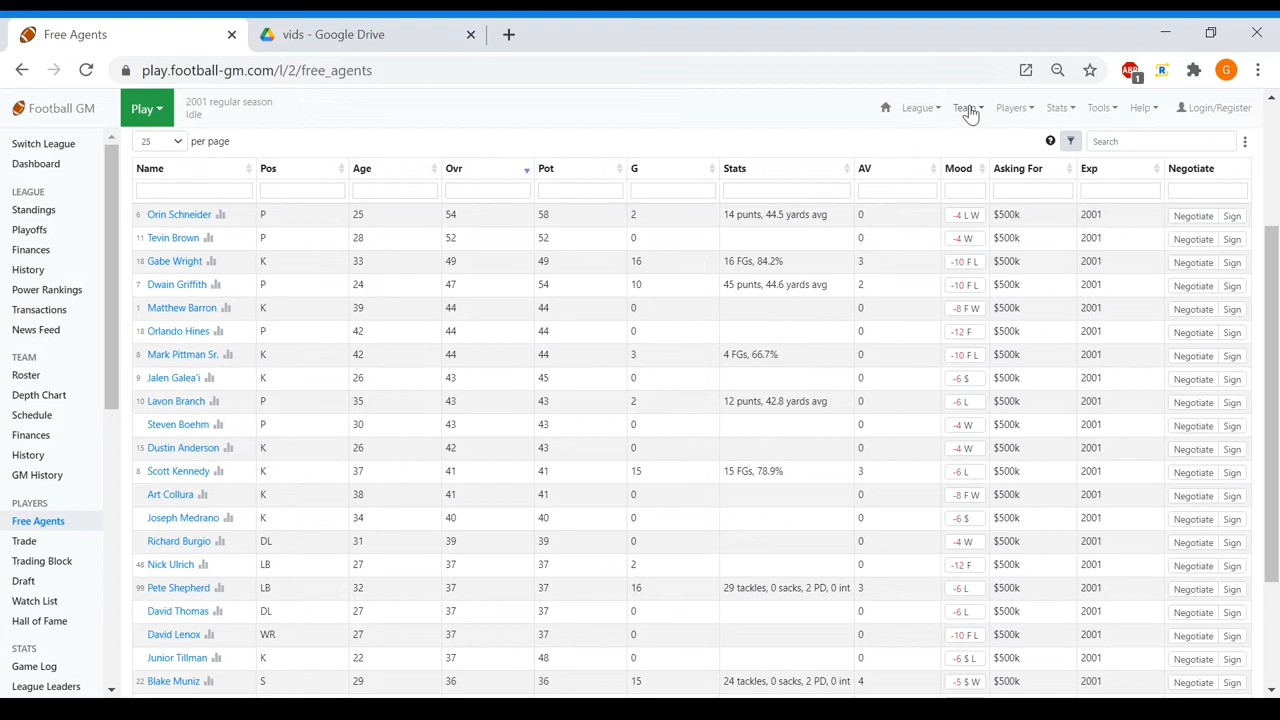 Free Agents
vids - Google Drive
play.football-gm.com/l/2/free_agents
ABP
1
R
G
Football GM
Play
2001 regular season
Idle
League
Team
Players
Stats
Tools
Help
Login/Register
Switch League
Dashboard
LEAGUE
Standings
Playoffs
Finances
History
Power Rankings
Transactions
News Feed
TEAM
Roster
Depth Chart
Schedule
Finances
History
GM History
PLAYERS
Free Agents
Trade
Trading Block
Draft
Watch List
Hall of Fame
STATS
Game Log
League Leaders
25 per page
Search
Name Pos Age Ovr Pot G Stats AV Mood Asking For Exp Negotiate
6 Orin Schneider P 25 54 58 2 14 punts, 44.5 yards avg 0 -4 L W $500k 2001 Negotiate Sign
11 Tevin Brown P 28 52 52 0 0 -4 W $500k 2001 Negotiate Sign
18 Gabe Wright K 33 49 49 16 16 FGs, 84.2% 3 -10 F L $500k 2001 Negotiate Sign
7 Dwain Griffith P 24 47 54 10 45 punts, 44.6 yards avg 2 -10 F L $500k 2001 Negotiate Sign
1 Matthew Barron K 39 44 44 0 0 -8 F W $500k 2001 Negotiate Sign
18 Orlando Hines P 42 44 44 0 0 -12 F $500k 2001 Negotiate Sign
8 Mark Pittman Sr. K 42 44 44 3 4 FGs, 66.7% 0 -10 F L $500k 2001 Negotiate Sign
9 Jalen Galea'i K 26 43 45 0 0 -6 $ $500k 2001 Negotiate Sign
10 Lavon Branch P 35 43 43 2 12 punts, 42.8 yards avg 0 -6 L $500k 2001 Negotiate Sign
Steven Boehm P 30 43 43 0 0 -4 W $500k 2001 Negotiate Sign
15 Dustin Anderson K 26 42 43 0 0 -4 W $500k 2001 Negotiate Sign
8 Scott Kennedy K 37 41 41 15 15 FGs, 78.9% 3 -6 L $500k 2001 Negotiate Sign
Art Collura K 38 41 41 0 0 -8 F W $500k 2001 Negotiate Sign
Joseph Medrano K 34 40 40 0 0 -6 $ $500k 2001 Negotiate Sign
Richard Burgio DL 31 39 39 0 0 -4 W $500k 2001 Negotiate Sign
48 Nick Ulrich LB 27 37 37 2 0 -12 F $500k 2001 Negotiate Sign
99 Pete Shepherd LB 32 37 37 16 29 tackles, 0 sacks, 2 PD, 0 int 3 -6 L $500k 2001 Negotiate Sign
David Thomas DL 27 37 37 0 0 -6 L $500k 2001 Negotiate Sign
David Lenox WR 27 37 37 0 0 -10 F L $500k 2001 Negotiate Sign
Junior Tillman K 22 37 48 0 0 -6 $ L $500k 2001 Negotiate Sign
22 Blake Muniz S 29 36 36 15 24 tackles, 0 sacks, 2 PD, 0 int 4 -5 $ W $500k 2001 Negotiate Sign